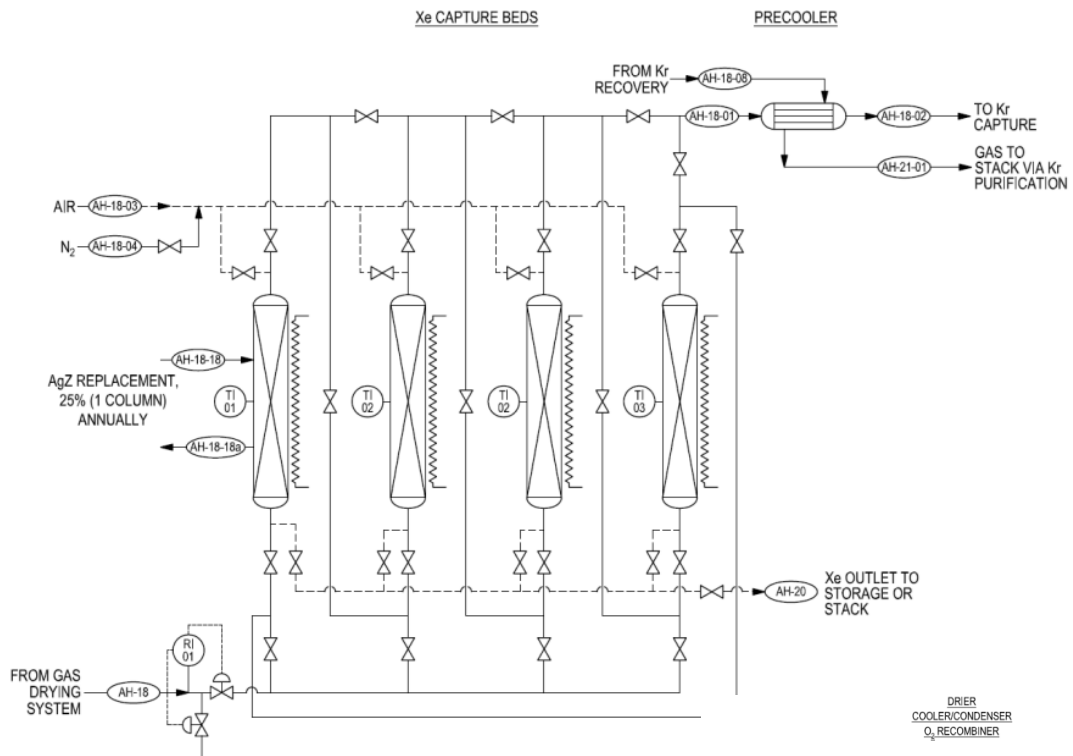 Xe CAPTURE BEDS
PRECOOLER
FROM Kr
RECOVERY
AH-18-08
AH-18-01
AH-18-02
TO Kr
CAPTURE
AH-21-01
GAS TO
STACK VIA Kr
PURIFICATION
AIR
AH-18-03
N2
AH-18-04
AH-18-18
AgZ REPLACEMENT,
25% (1 COLUMN)
ANNUALLY
AH-18-18a
TI
01
TI
02
TI
02
TI
03
AH-20
Xe OUTLET TO
STORAGE OR
STACK
RI
01
FROM GAS
DRYING
SYSTEM
AH-18
DRIER
COOLER/CONDENSER
O2 RECOMBINER